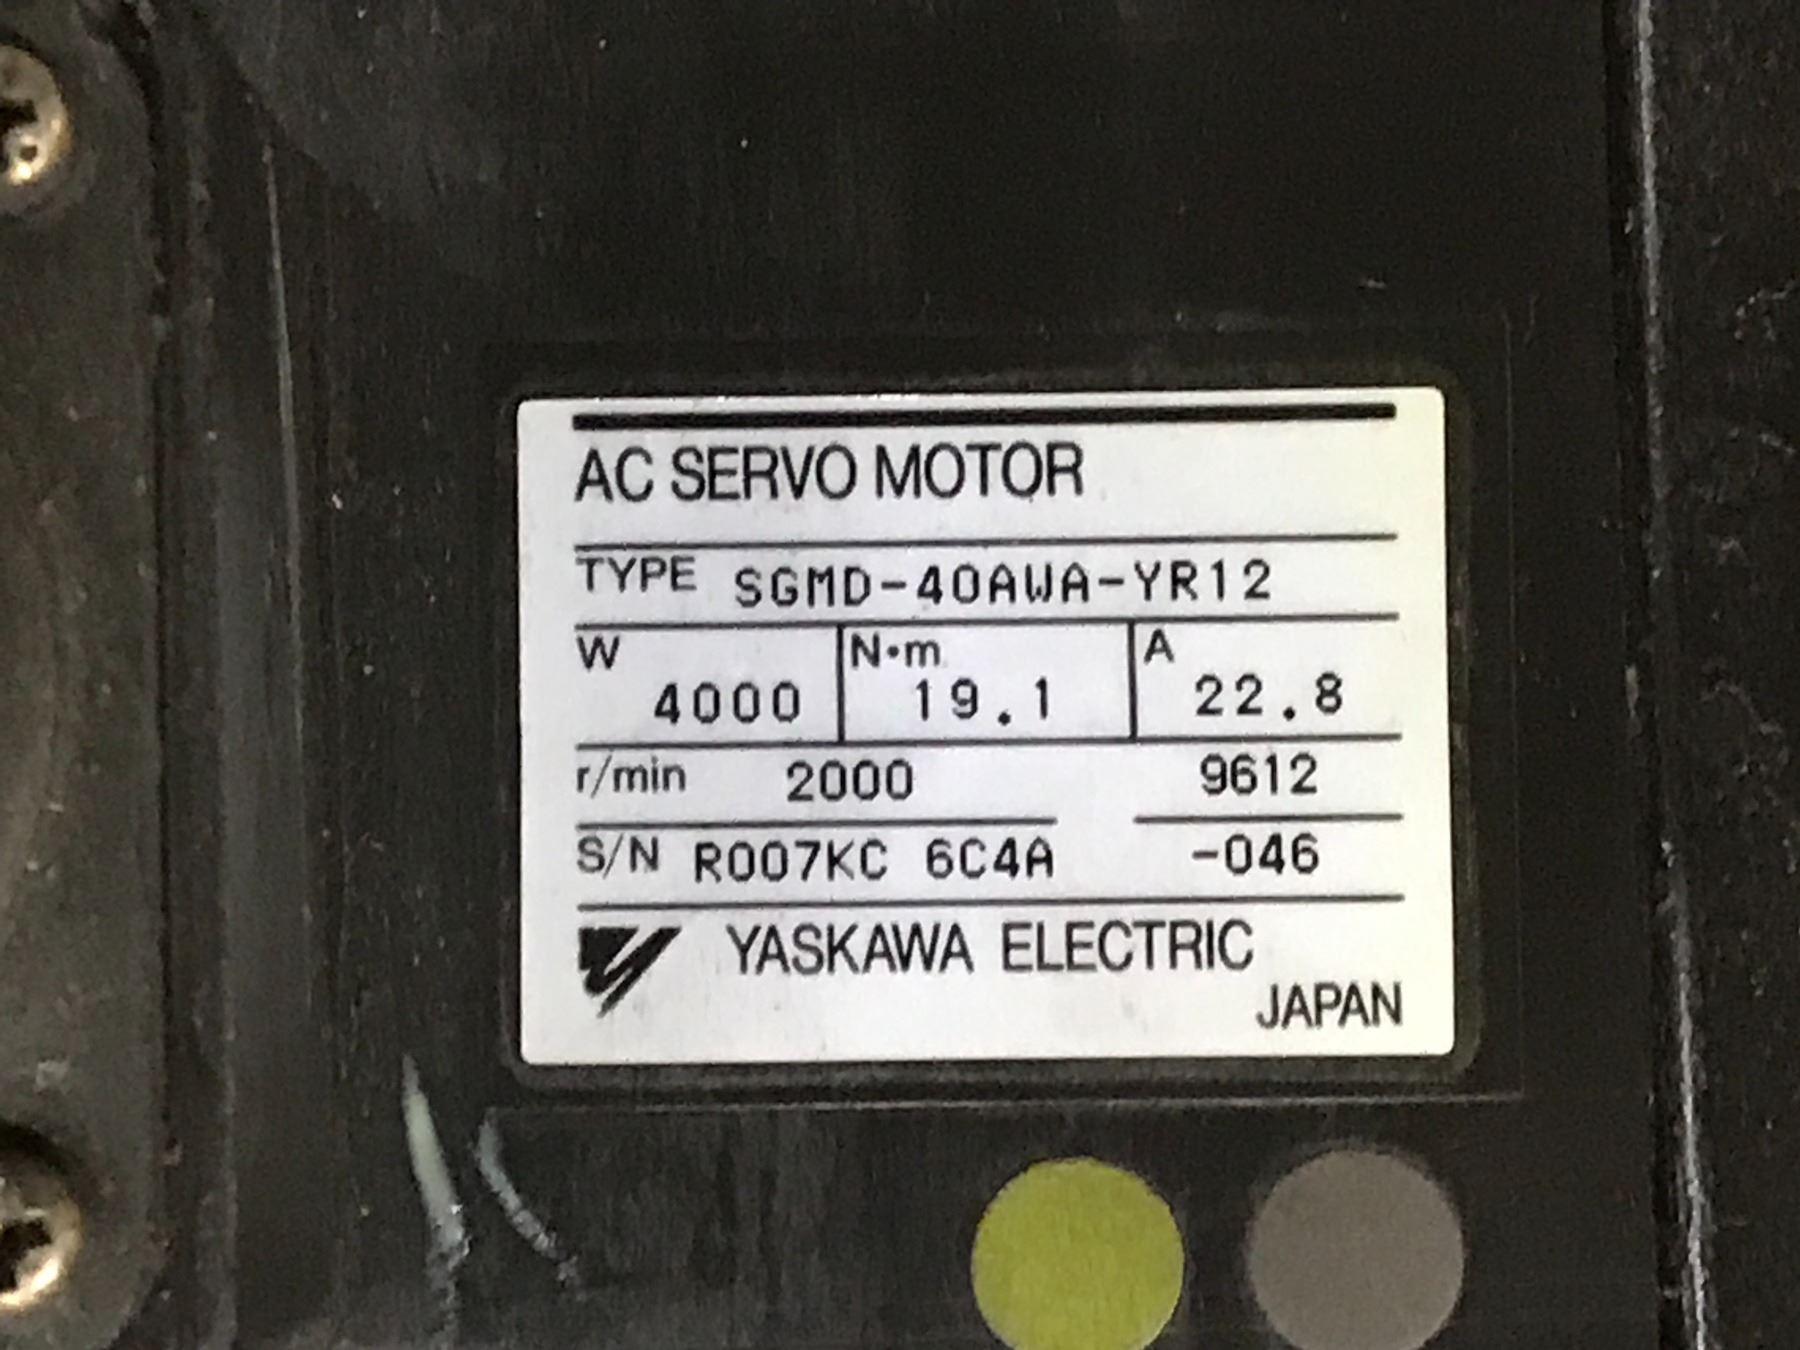 AC SERVO MOTOR
TYPE SGMD-40AWA-YR12
W 4000 N·m 19.1 A 22.8
r/min 2000 9612
S/N R007KC 6C4A -046
YASKAWA ELECTRIC
JAPAN